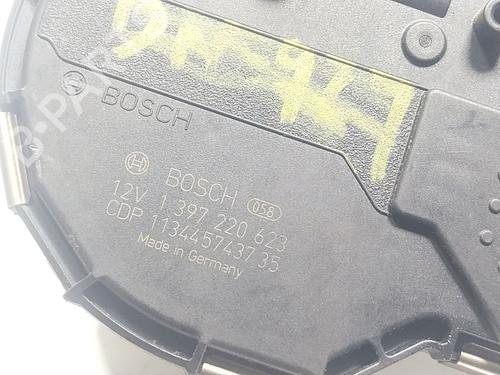 BOSCH
BOSCH 058
12V 1 397 220 623
CDP 113445743735
Made in Germany